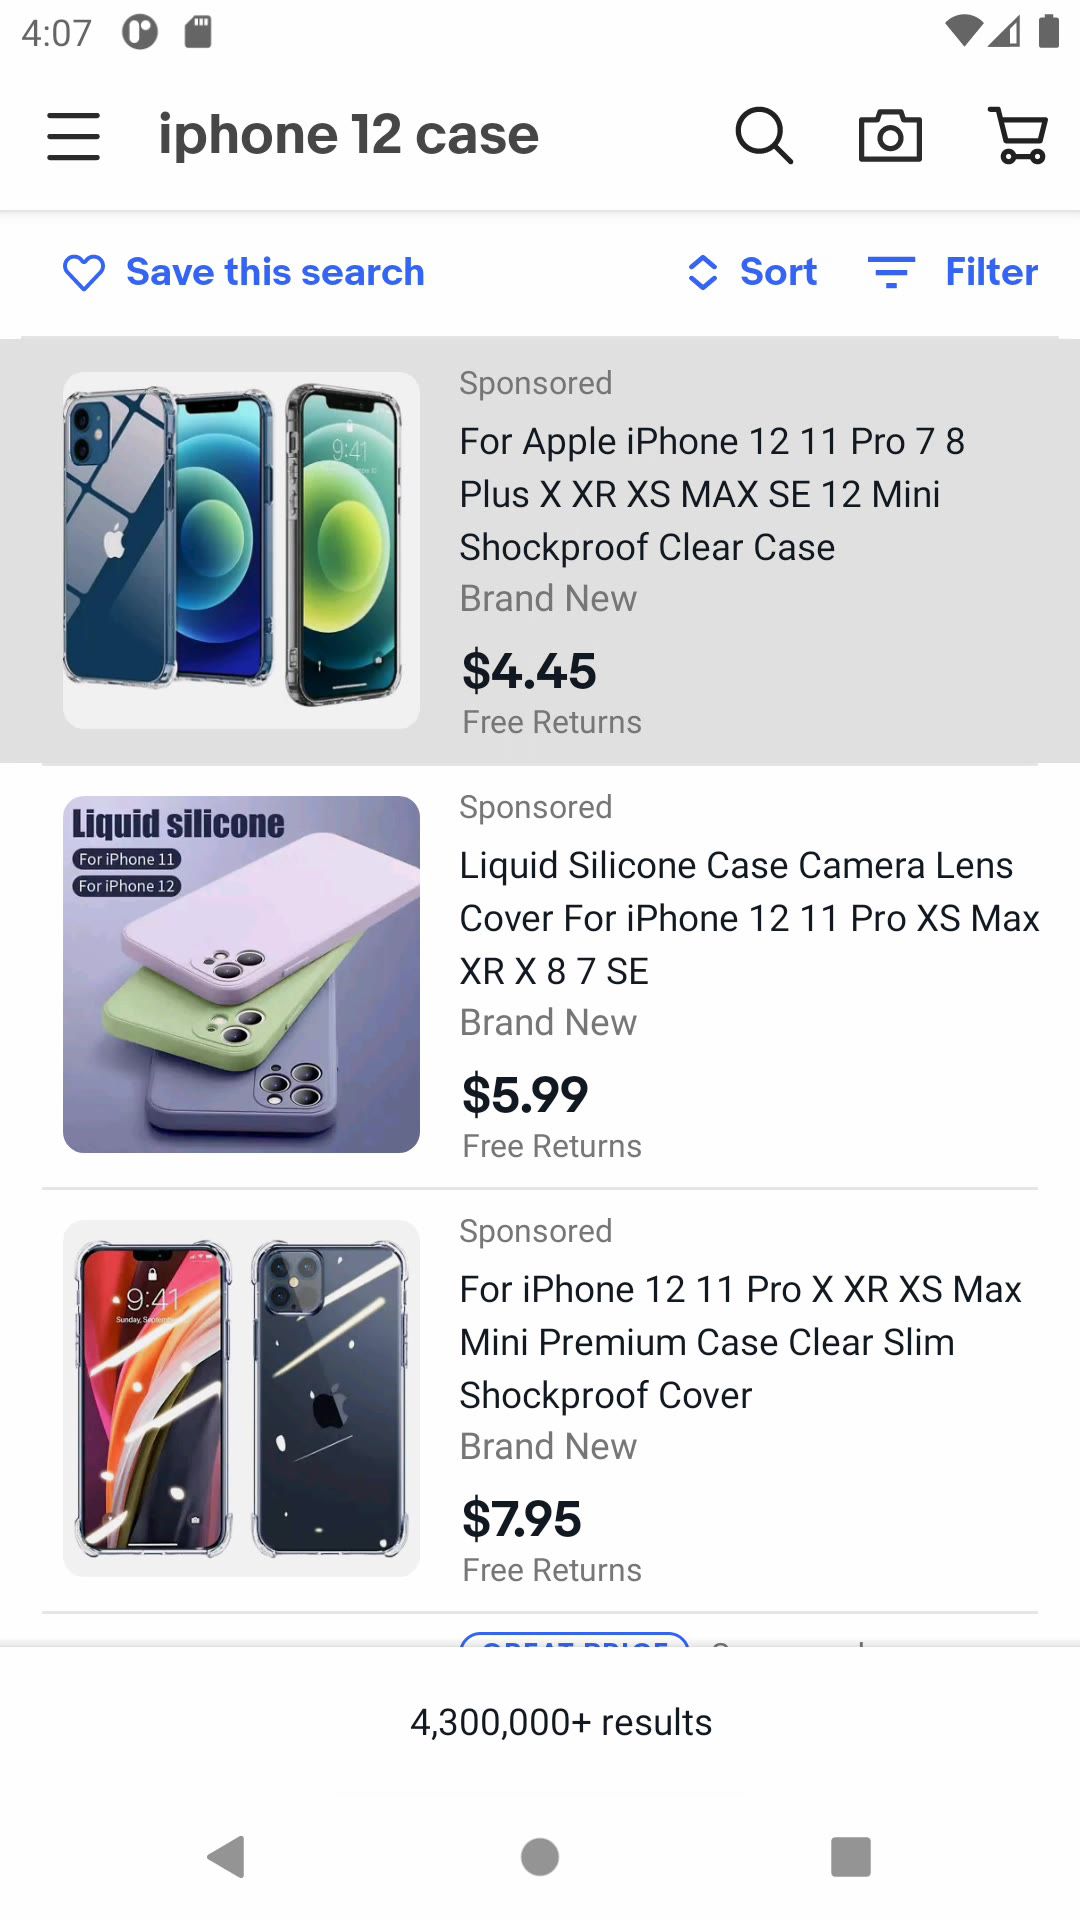 4:07
iphone 12 case
Save this search
Sort
Filter
Sponsored
For Apple iPhone 12 11 Pro 7 8
Plus X XR XS MAX SE 12 Mini
Shockproof Clear Case
Brand New
$4.45
Free Returns
9:41
Liquid silicone
For iPhone 11
For iPhone 12
Sponsored
Liquid Silicone Case Camera Lens
Cover For iPhone 12 11 Pro XS Max
XR X 8 7 SE
Brand New
$5.99
Free Returns
9:41
Sponsored
For iPhone 12 11 Pro X XR XS Max
Mini Premium Case Clear Slim
Shockproof Cover
Brand New
$7.95
Free Returns
4,300,000+ results